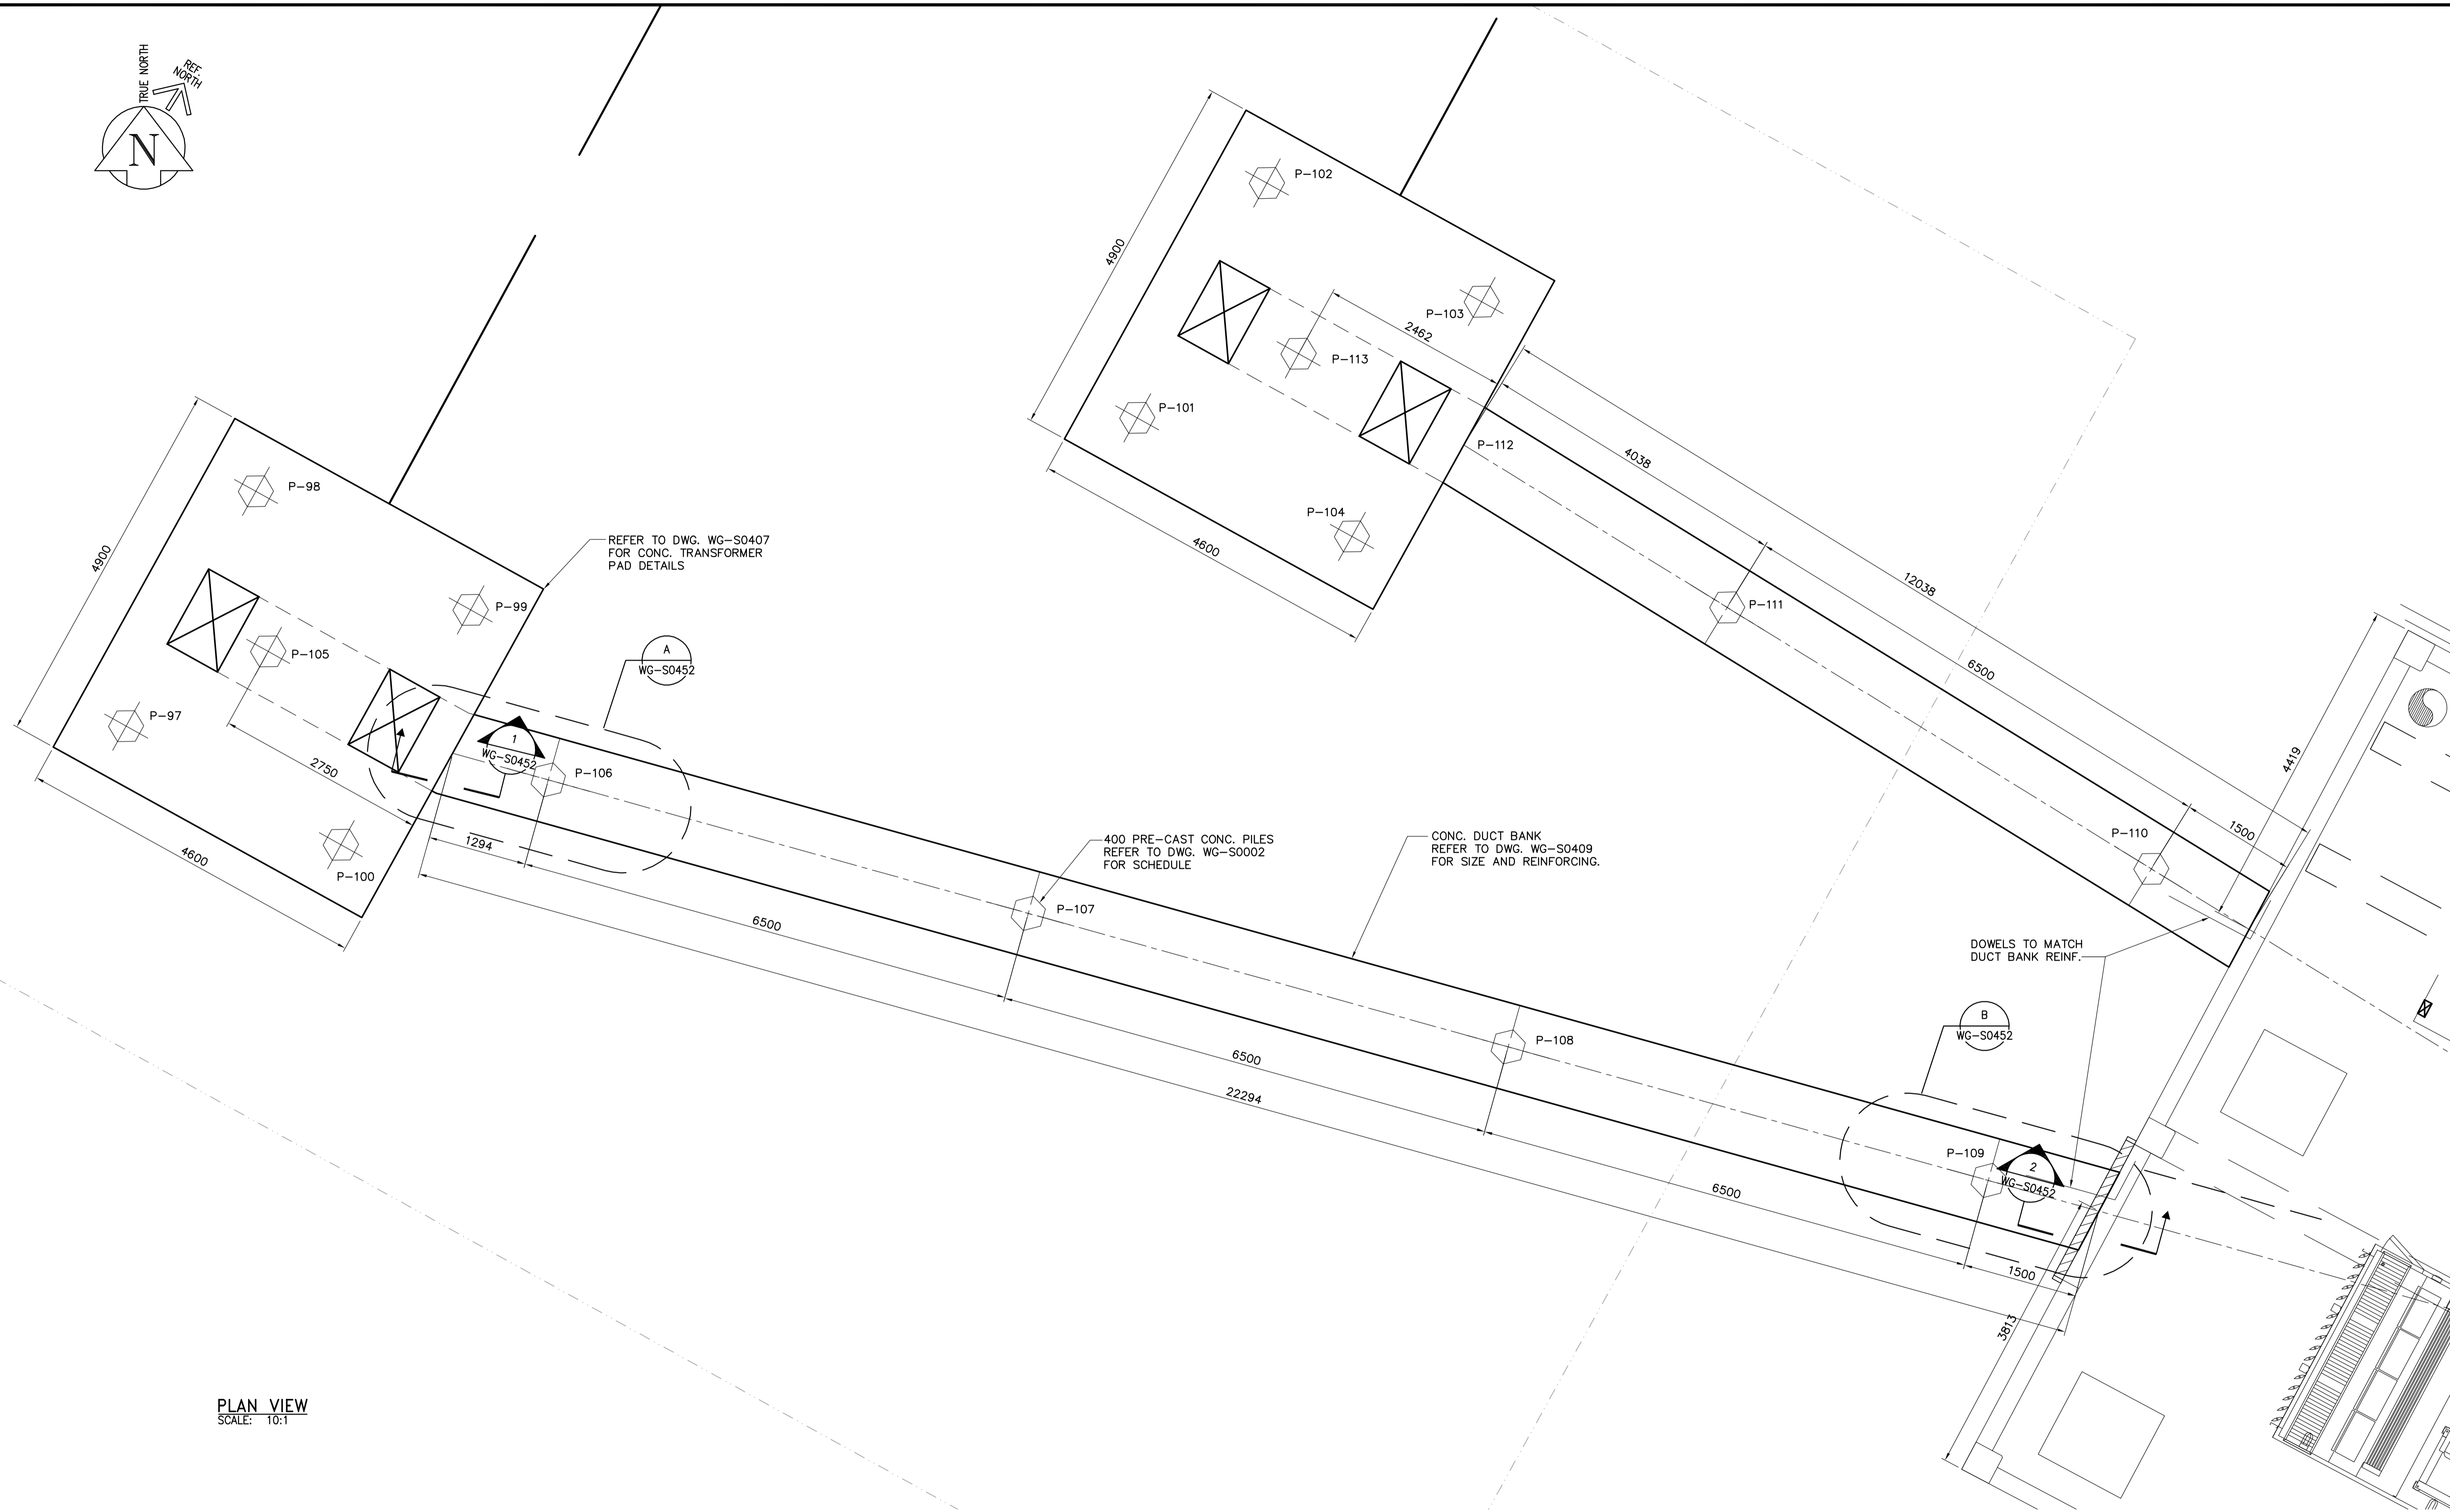 TRUE NORTH
REF.
NORTH
N
P-102
4900
P-103
2462
P-113
P-101
P-112
4038
P-104
4600
12038
P-111
6500
P-98
4900
REFER TO DWG. WG-S0407
FOR CONC. TRANSFORMER
PAD DETAILS
P-99
P-105
A
WG-S0452
P-97
1
WG-S0452
2750
P-106
1294
4600
P-100
4419
P-110
1500
400 PRE-CAST CONC. PILES
REFER TO DWG. WG-S0002
FOR SCHEDULE
CONC. DUCT BANK
REFER TO DWG. WG-S0409
FOR SIZE AND REINFORCING.
P-107
6500
DOWELS TO MATCH
DUCT BANK REINF.
B
WG-S0452
P-108
6500
22294
P-109
2
WG-S0452
6500
1500
3813
PLAN VIEW
SCALE: 10:1